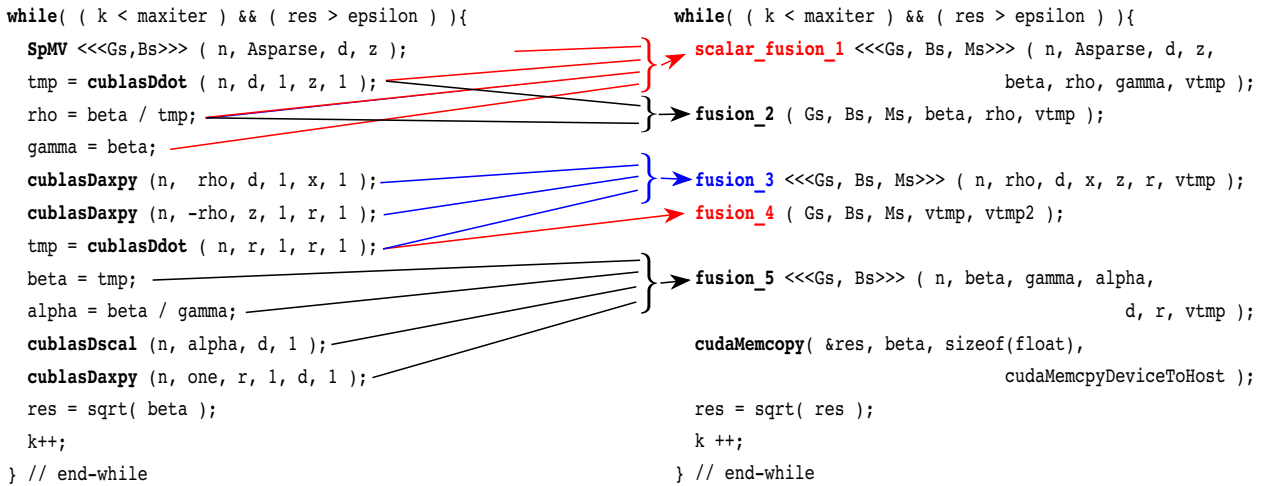 while( ( k < maxiter ) && ( res > epsilon ) ){
SpMV <<<Gs,Bs>>> ( n, Asparse, d, z );
tmp = cublasDdot ( n, d, 1, z, 1 );
rho = beta / tmp;
gamma = beta;
cublasDaxpy (n, rho, d, 1, x, 1 );
cublasDaxpy (n, -rho, z, 1, r, 1 );
tmp = cublasDdot ( n, r, 1, r, 1 );
beta = tmp;
alpha = beta / gamma;
cublasDscal (n, alpha, d, 1 );
cublasDaxpy (n, one, r, 1, d, 1 );
res = sqrt( beta );
k++;
} // end-while
while( ( k < maxiter ) && ( res > epsilon ) ){
scalar_fusion_1 <<<Gs, Bs, Ms>>> ( n, Asparse, d, z,
beta, rho, gamma, vtmp );
fusion_2 ( Gs, Bs, Ms, beta, rho, vtmp );
fusion_3 <<<Gs, Bs, Ms>>> ( n, rho, d, x, z, r, vtmp );
fusion_4 ( Gs, Bs, Ms, vtmp, vtmp2 );
fusion_5 <<<Gs, Bs>>> ( n, beta, gamma, alpha,
d, r, vtmp );
cudaMemcopy( &res, beta, sizeof(float),
cudaMemcpyDeviceToHost );
res = sqrt( res );
k ++;
} // end-while